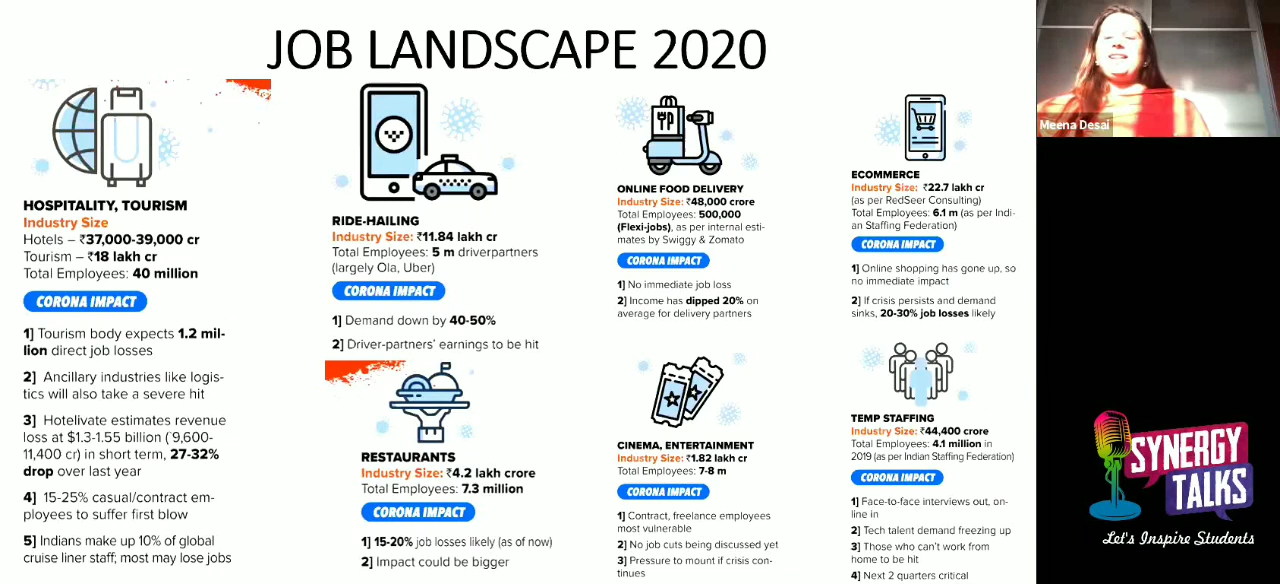 JOB LANDSCAPE 2020
HOSPITALITY, TOURISM
Industry Size
Hotels – ₹37,000-39,000 cr
Tourism – ₹18 lakh cr
Total Employees: 40 million
CORONA IMPACT
1] Tourism body expects 1.2 mil-
lion direct job losses
2] Ancillary industries like logis-
tics will also take a severe hit
3] Hotelivate estimates revenue
loss at $1.3-1.55 billion (`9,600-
11,400 cr) in short term, 27-32%
drop over last year
4] 15-25% casual/contract em-
ployees to suffer first blow
5] Indians make up 10% of global
cruise liner staff; most may lose jobs
RIDE-HAILING
Industry Size: ₹11.84 lakh cr
Total Employees: 5 m driverpartners
(largely Ola, Uber)
CORONA IMPACT
1] Demand down by 40-50%
2] Driver-partners' earnings to be hit
RESTAURANTS
Industry Size: ₹4.2 lakh crore
Total Employees: 7.3 million
CORONA IMPACT
1] 15-20% job losses likely (as of now)
2] Impact could be bigger
ONLINE FOOD DELIVERY
Industry Size: ₹48,000 crore
Total Employees: 500,000
(Flexi-jobs), as per internal esti-
mates by Swiggy & Zomato
CORONA IMPACT
1] No immediate job loss
2] Income has dipped 20% on
average for delivery partners
CINEMA, ENTERTAINMENT
Industry Size: ₹1.82 lakh cr
Total Employees: 7-8 m
CORONA IMPACT
1] Contract, freelance employees
most vulnerable
2] No job cuts being discussed yet
3] Pressure to mount if crisis con-
tinues
ECOMMERCE
Industry Size: ₹22.7 lakh cr
(as per RedSeer Consulting)
Total Employees: 6.1 m (as per Indi-
an Staffing Federation)
CORONA IMPACT
1] Online shopping has gone up, so
no immediate impact
2] If crisis persists and demand
sinks, 20-30% job losses likely
TEMP STAFFING
Industry Size: ₹44,400 crore
Total Employees: 4.1 million in
2019 (as per Indian Staffing Federation)
CORONA IMPACT
1] Face-to-face interviews out, on-
line in
2] Tech talent demand freezing up
3] Those who can't work from
home to be hit
4] Next 2 quarters critical
Meena Desai
SYNERGY
TALKS
Let's Inspire Students